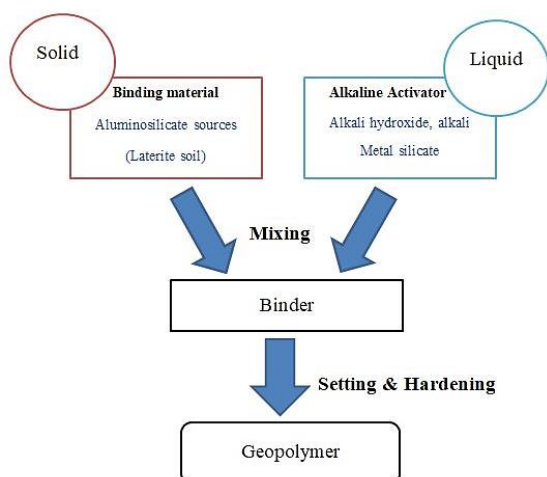 Solid
Liquid
Binding material
Aluminosilicate sources
(Laterite soil)
Alkaline Activator
Alkali hydroxide, alkali
Metal silicate
Mixing
Binder
Setting & Hardening
Geopolymer